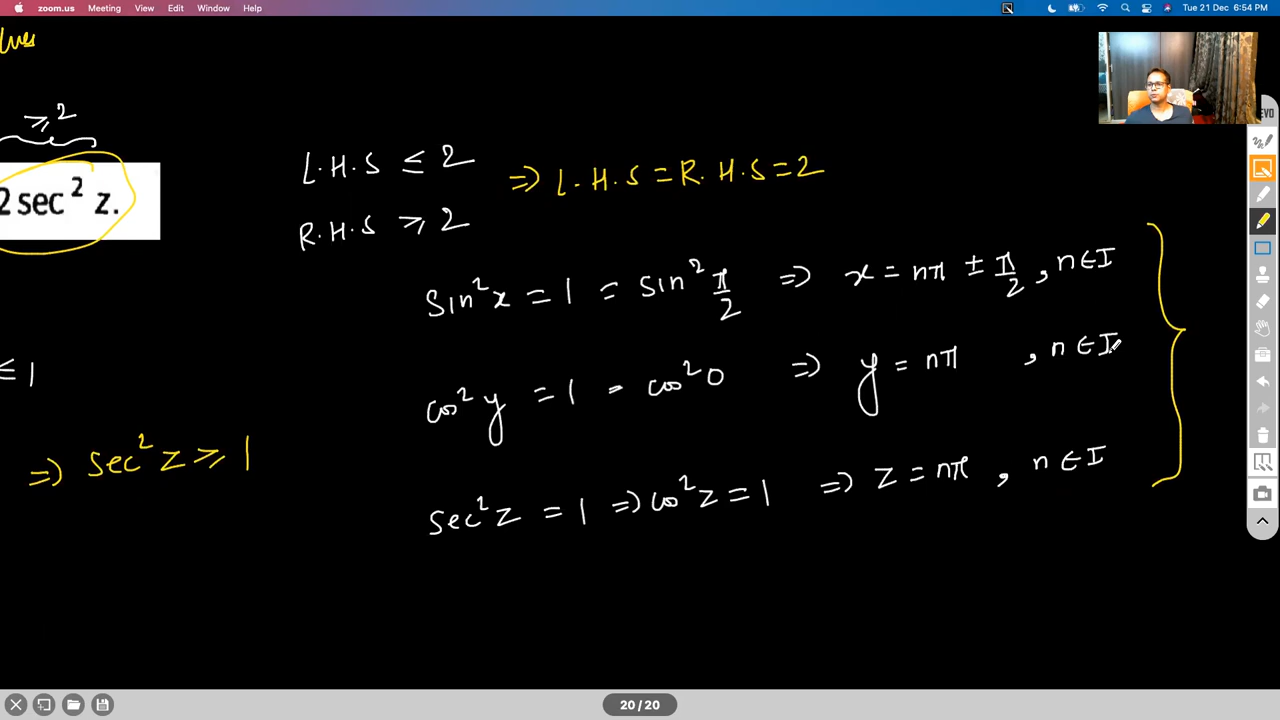 zoom.us Meeting View Edit Window Help Tue 21 Dec 6:54 PM
≥ 2
2 sec² z.
L.H.S ≤ 2 ⇒ L.H.S = R.H.S = 2
R.H.S ≥ 2
sin²x = 1 = sin² π/2 ⇒ x = nπ ± π/2, n ∈ I
≤ 1
cos²y = 1 = cos²0 ⇒ y = nπ , n ∈ I
⇒ sec²z ≥ 1
sec²z = 1 ⇒ cos²z = 1 ⇒ z = nπ, n ∈ I
20 / 20